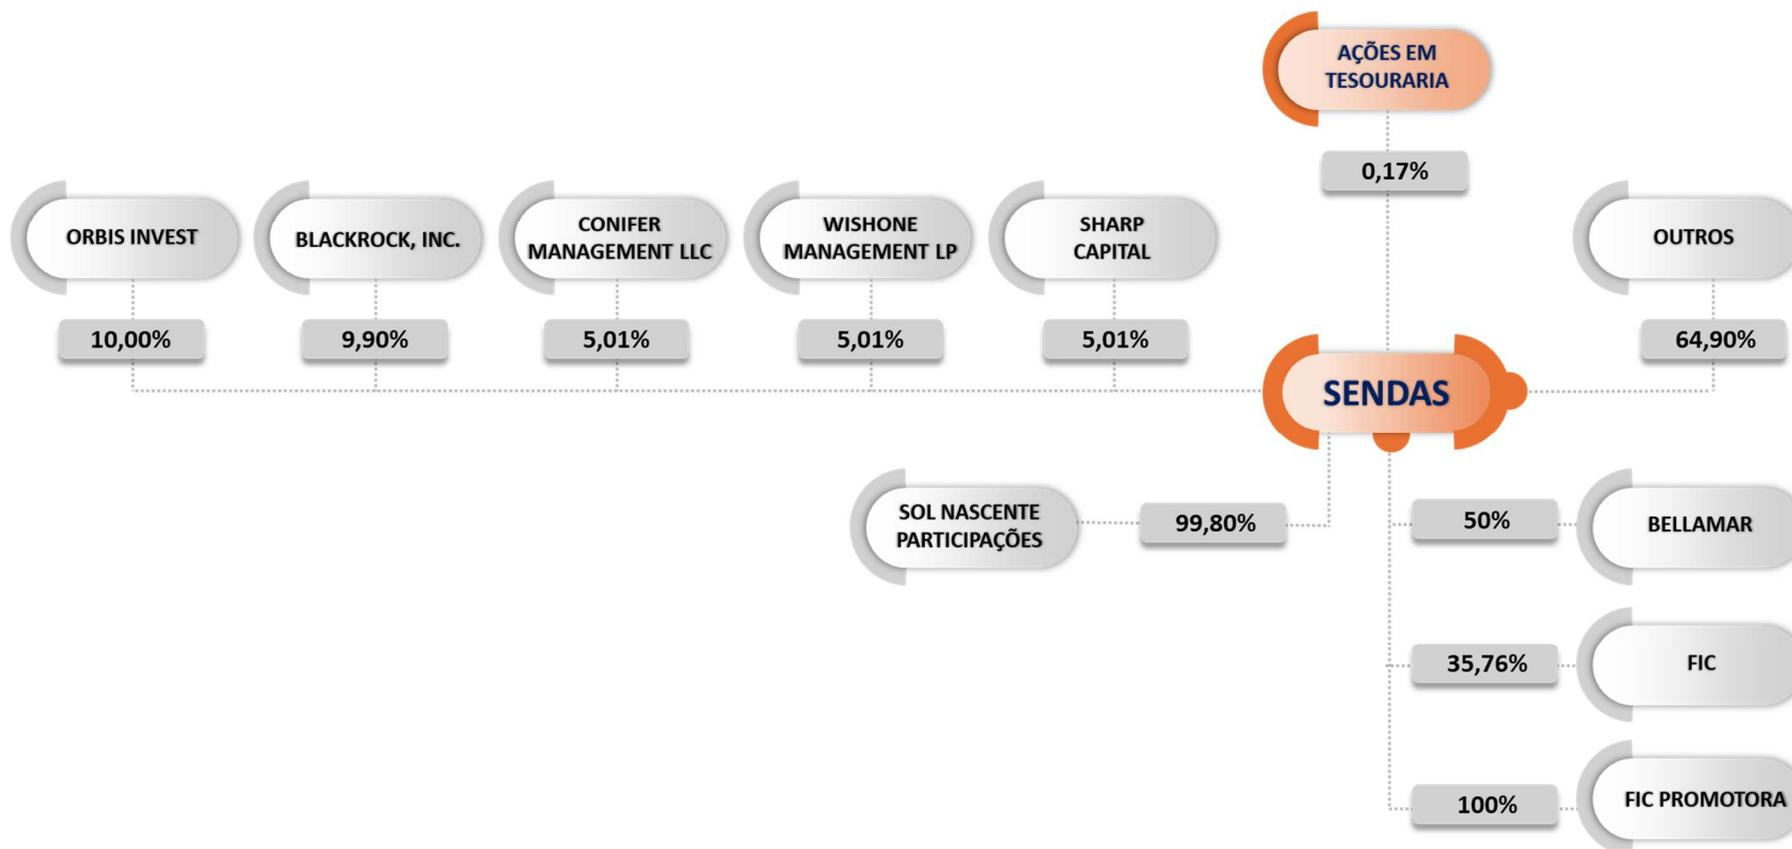 AÇÕES EM
TESOURARIA
0,17%
ORBIS INVEST
BLACKROCK, INC.
CONIFER
MANAGEMENT LLC
WISHONE
MANAGEMENT LP
SHARP
CAPITAL
OUTROS
10,00%
9,90%
5,01%
5,01%
5,01%
64,90%
SENDAS
SOL NASCENTE
PARTICIPAÇÕES
99,80%
50%
BELLAMAR
35,76%
FIC
100%
FIC PROMOTORA